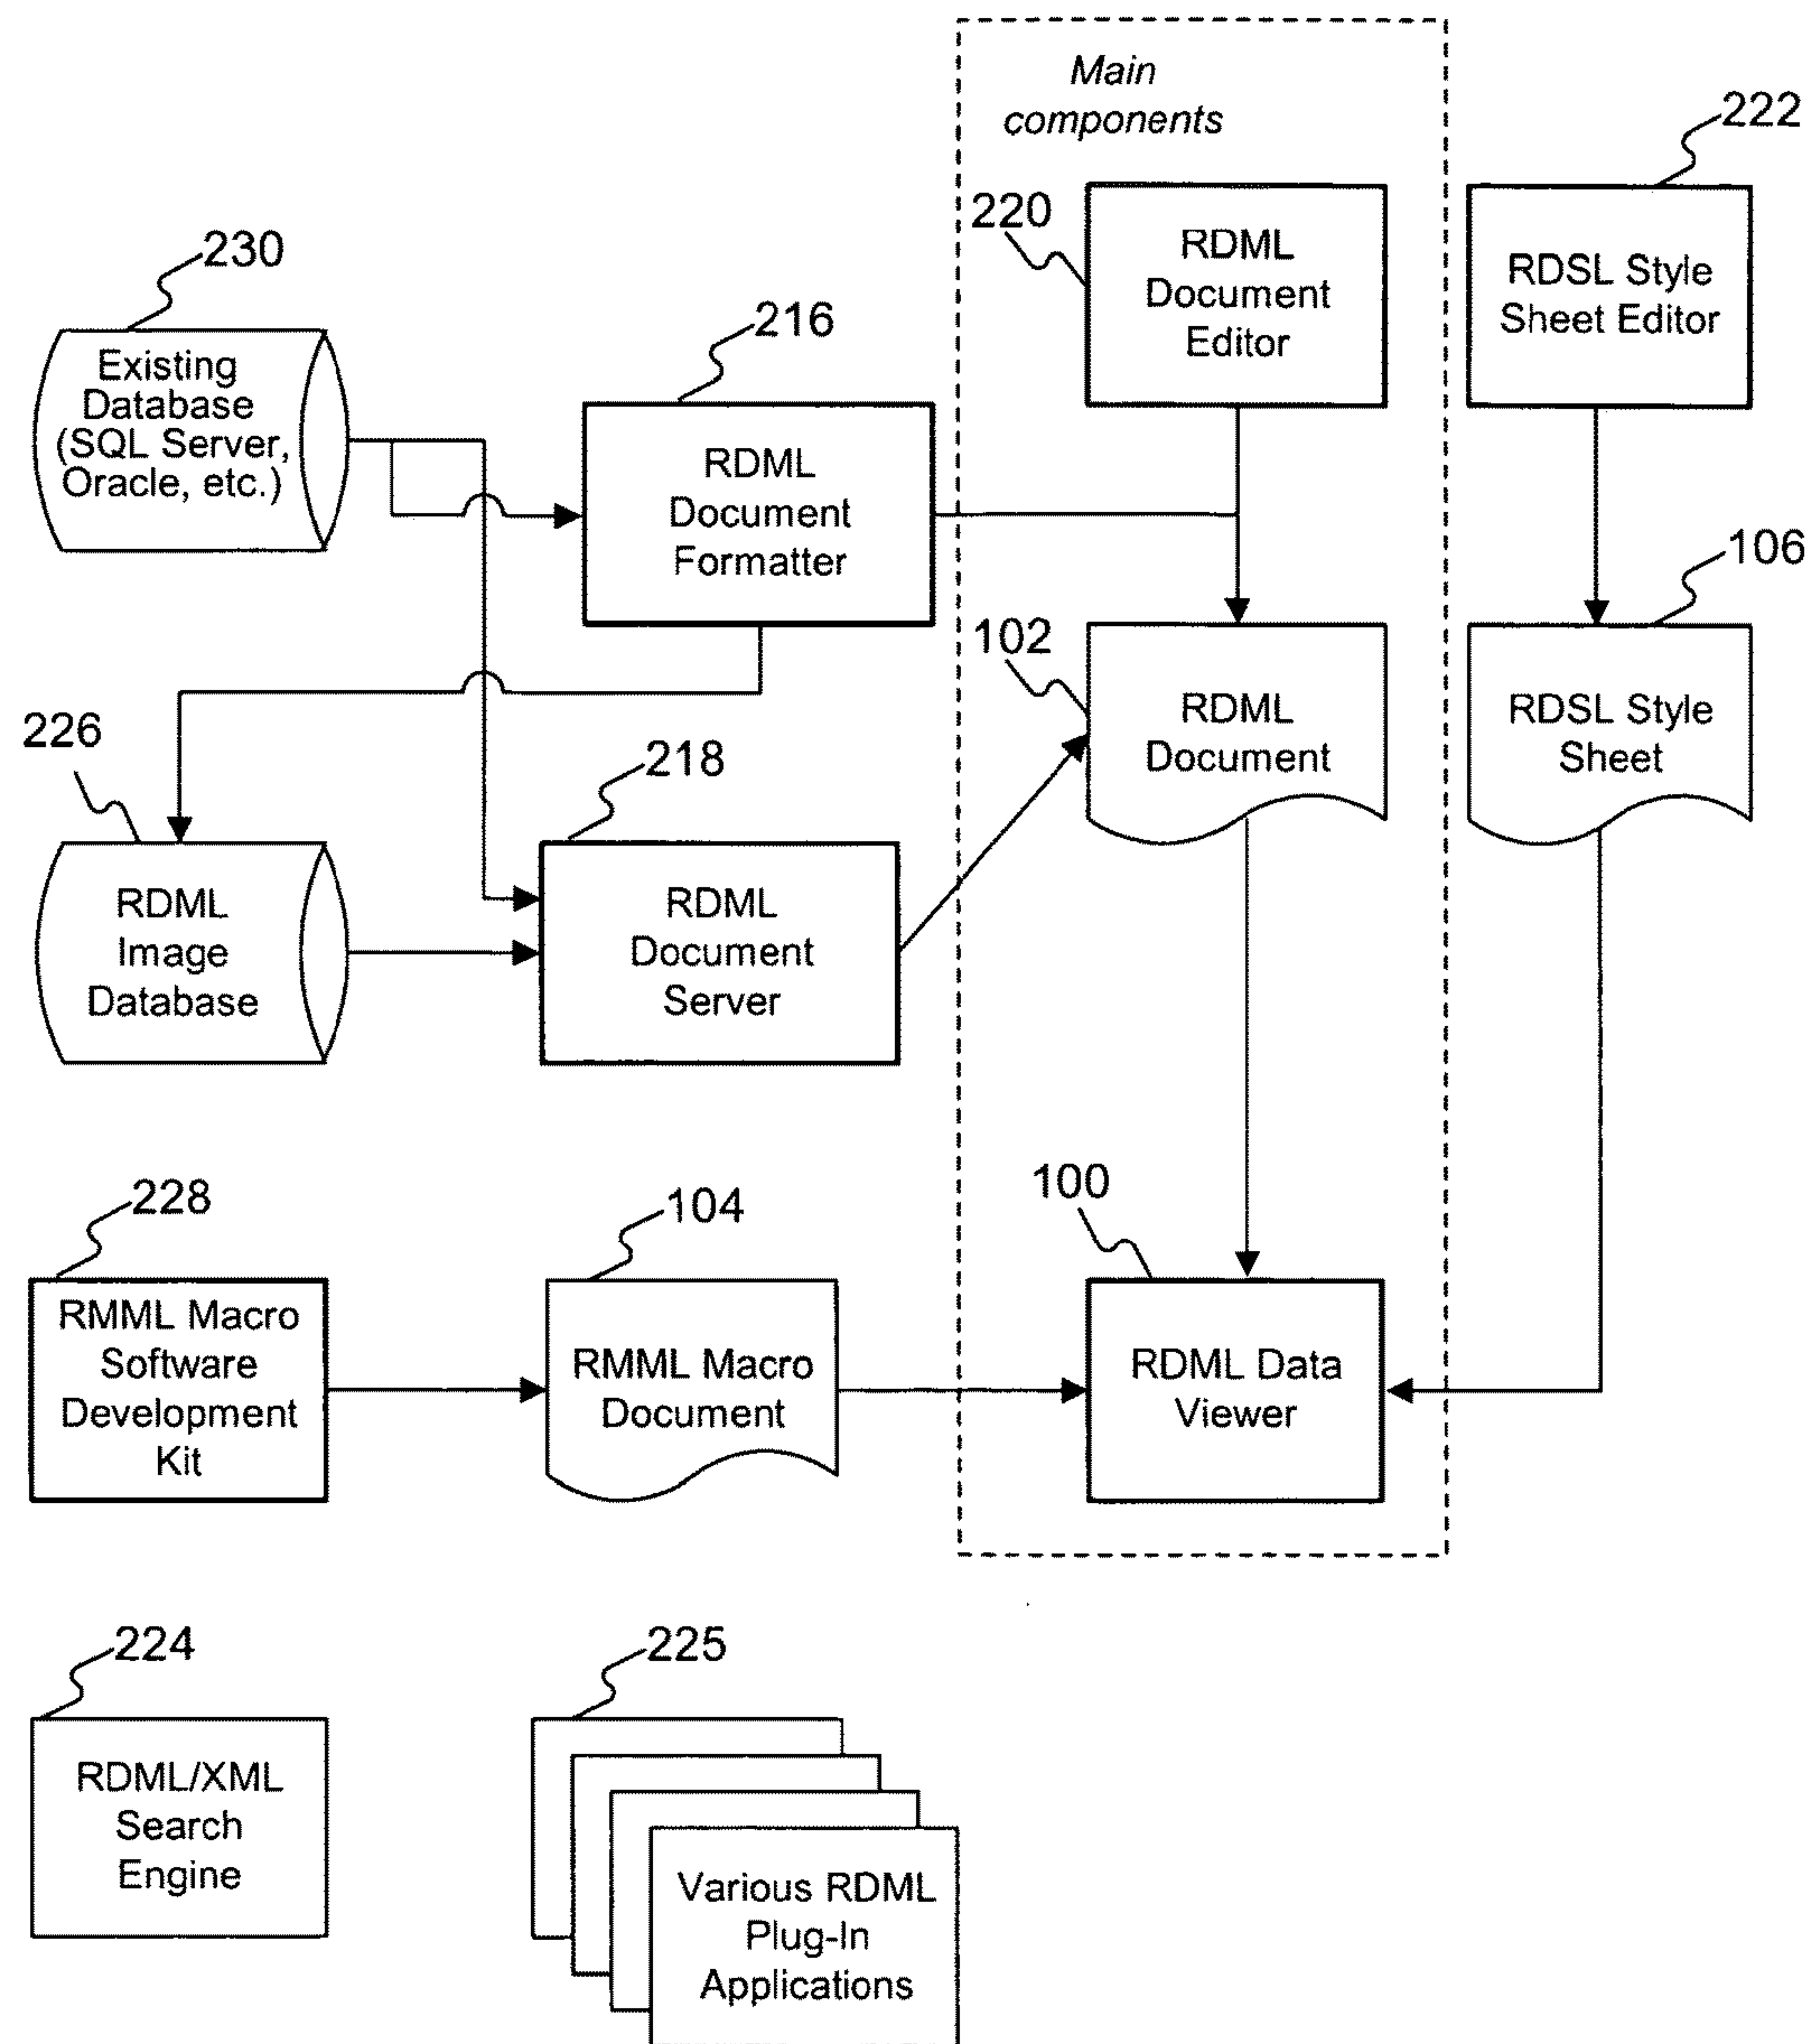 Main
components
222
220
RDML
Document
Editor
RDSL Style
Sheet Editor
230
Existing
Database
(SQL Server,
Oracle, etc.)
216
RDML
Document
Formatter
106
102
RDML
Document
RDSL Style
Sheet
226
RDML
Image
Database
218
RDML
Document
Server
228
RMML Macro
Software
Development
Kit
104
RMML Macro
Document
100
RDML Data
Viewer
224
RDML/XML
Search
Engine
225
Various RDML
Plug-In
Applications